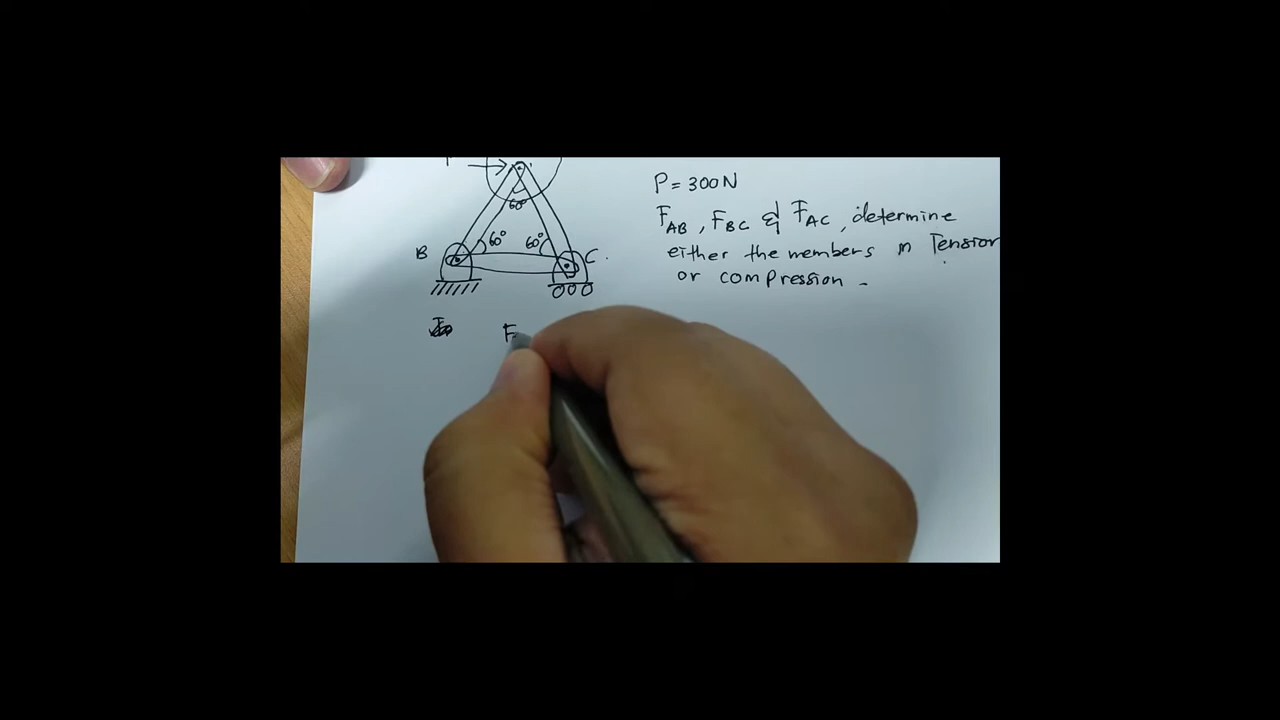 P = 300N
60°
F_AB, F_BC & F_AC, determine
B 60° 60° C.
either the members in Tension
or compression.
F